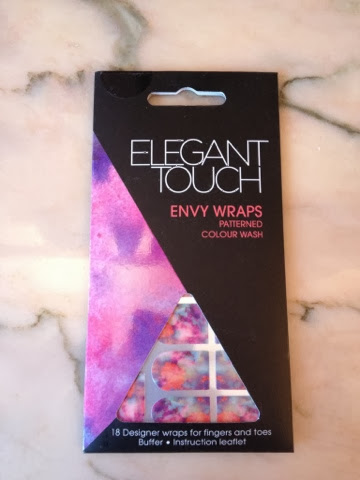 ELEGANT
TOUCH
ENVY WRAPS
PATTERNED
COLOUR WASH
18 Designer wraps for fingers and toes
Buffer • Instruction leaflet